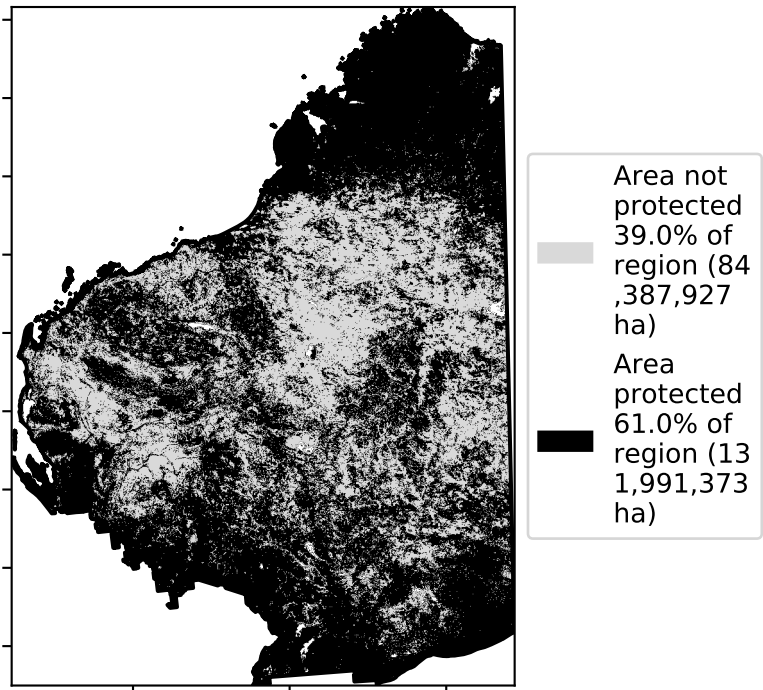 Area not
protected
39.0% of
region (84
,387,927
ha)
Area
protected
61.0% of
region (13
1,991,373
ha)